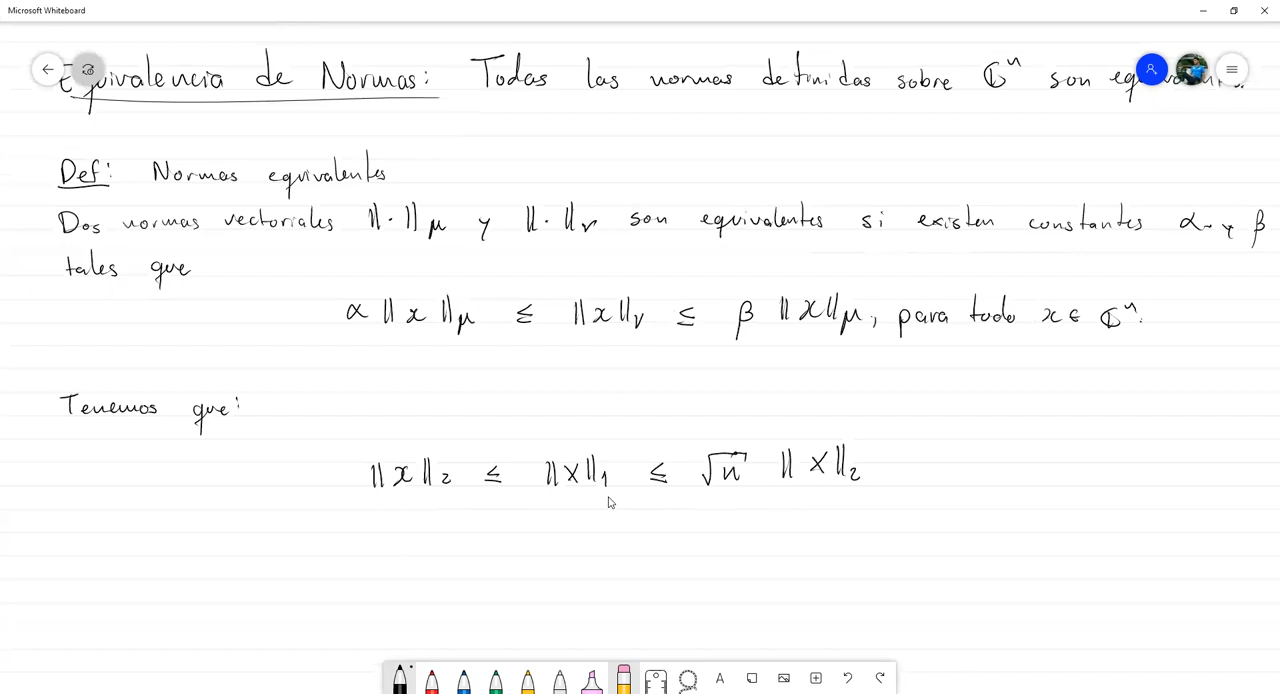 Microsoft Whiteboard
Equivalencia de Normas: Todas las normas definidas sobre ℂⁿ son
Def: Normas equivalentes
Dos normas vectoriales ‖·‖μ y ‖·‖ν son equivalentes si existen constantes α y β
tales que
α ‖x‖μ ≤ ‖x‖ν ≤ β ‖x‖μ, para todo x ∈ ℂⁿ.
Tenemos que:
‖x‖₂ ≤ ‖x‖₁ ≤ √n ‖x‖₂
A